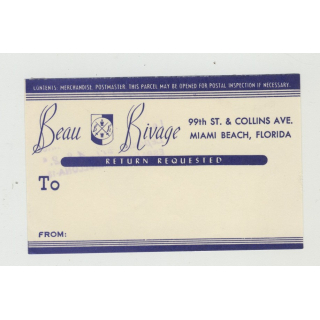 CONTENTS, MERCHANDISE, POSTMASTER: THIS PARCEL MAY BE OPENED FOR POSTAL INSPECTION IF NECESSARY.
Beau Rivage
99th ST. & COLLINS AVE.
MIAMI BEACH, FLORIDA
RETURN REQUESTED
To
FROM: